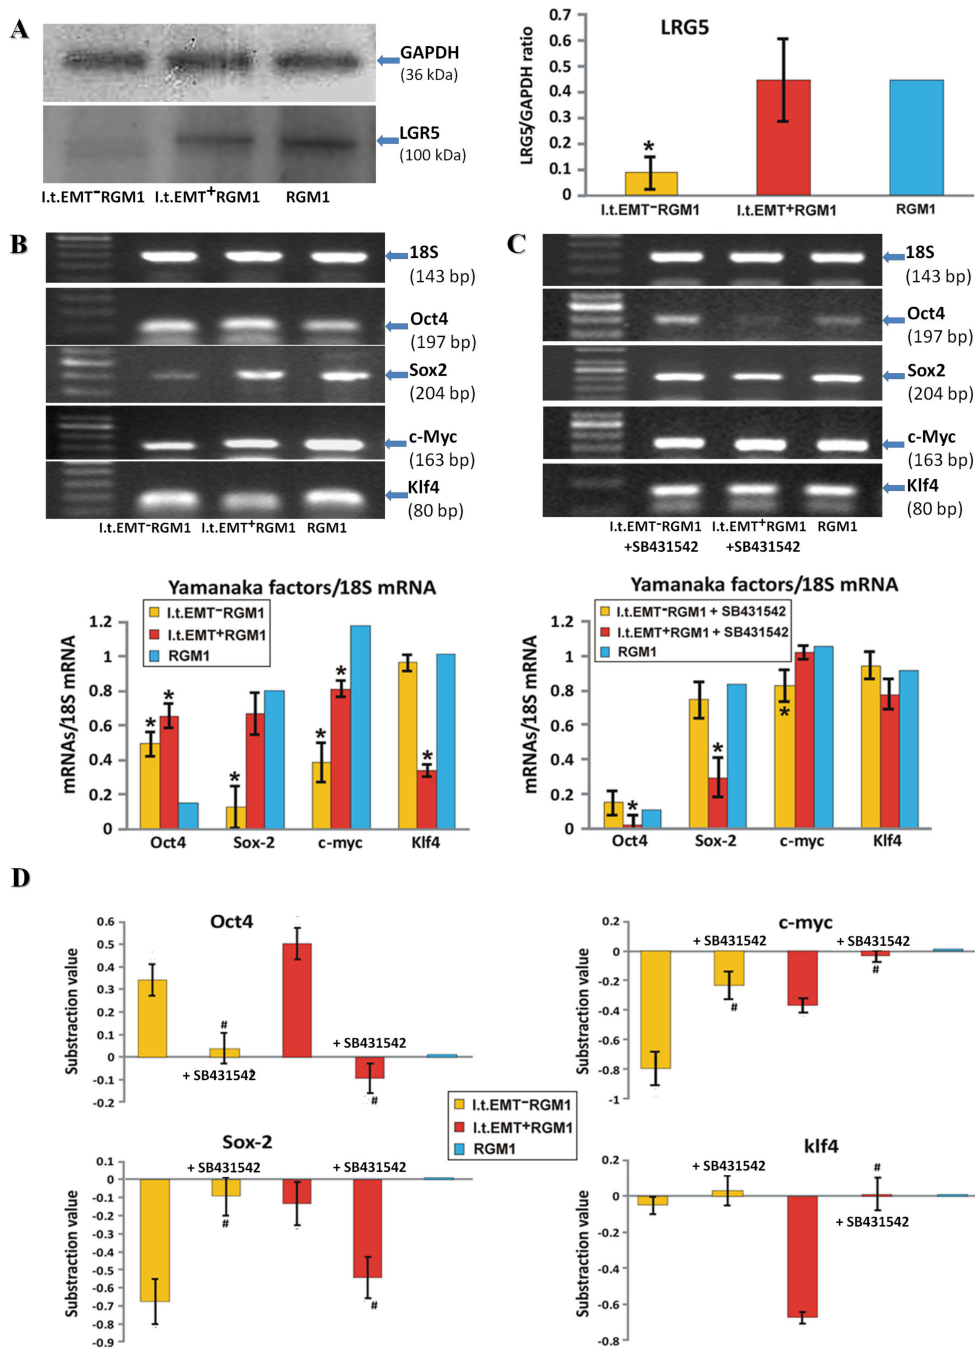 A
GAPDH
(36 kDa)
LGR5
(100 kDa)
I.t.EMT⁻RGM1 I.t.EMT⁺RGM1 RGM1
LRG5
LRG5/GAPDH ratio
0.7
0.6
0.5
0.4
0.3
0.2
0.1
0
*
I.t.EMT⁻RGM1 I.t.EMT⁺RGM1 RGM1
B
18S
(143 bp)
Oct4
(197 bp)
Sox2
(204 bp)
c-Myc
(163 bp)
Klf4
(80 bp)
I.t.EMT⁻RGM1 I.t.EMT⁺RGM1 RGM1
C
18S
(143 bp)
Oct4
(197 bp)
Sox2
(204 bp)
c-Myc
(163 bp)
Klf4
(80 bp)
I.t.EMT⁻RGM1 I.t.EMT⁺RGM1 RGM1
+SB431542 +SB431542
Yamanaka factors/18S mRNA
I.t.EMT⁻RGM1
I.t.EMT⁺RGM1
RGM1
mRNAs/18S mRNA
1.2
1
0.8
0.6
0.4
0.2
0
* * * * * *
Oct4 Sox-2 c-myc Klf4
Yamanaka factors/18S mRNA
I.t.EMT⁻RGM1 + SB431542
I.t.EMT⁺RGM1 + SB431542
RGM1
mRNAs/18S mRNA
1.2
1
0.8
0.6
0.4
0.2
0
* * *
Oct4 Sox-2 c-myc Klf4
D
Oct4
Substraction value
0.6
0.5
0.4
0.3
0.2
0.1
0
-0.1
-0.2
#
+ SB431542
+ SB431542
#
c-myc
Substraction value
0.2
0
-0.2
-0.4
-0.6
-0.8
-1
+ SB431542
#
+ SB431542
#
I.t.EMT⁻RGM1
I.t.EMT⁺RGM1
RGM1
Sox-2
Substraction value
0.1
0
-0.1
-0.2
-0.3
-0.4
-0.5
-0.6
-0.7
-0.8
-0.9
+ SB431542
#
+ SB431542
#
klf4
Substraction value
0.2
0
-0.2
-0.4
-0.6
-0.8
+ SB431542
#
+ SB431542